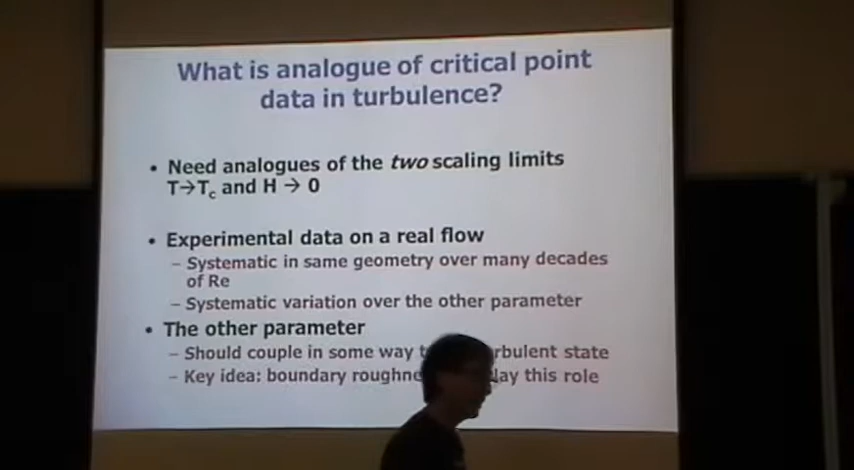 What is analogue of critical point
data in turbulence?
• Need analogues of the two scaling limits
T→Tc and H → 0
• Experimental data on a real flow
– Systematic in same geometry over many decades
of Re
– Systematic variation over the other parameter
• The other parameter
– Should couple in some way t rbulent state
– Key idea: boundary roughne lay this role